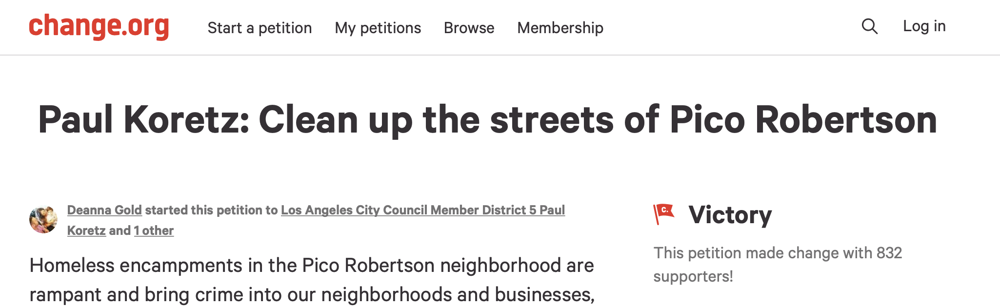 change.org Start a petition My petitions Browse Membership Log in
Paul Koretz: Clean up the streets of Pico Robertson
Deanna Gold started this petition to Los Angeles City Council Member District 5 Paul
Koretz and 1 other
Homeless encampments in the Pico Robertson neighborhood are
rampant and bring crime into our neighborhoods and businesses,
C. Victory
This petition made change with 832
supporters!